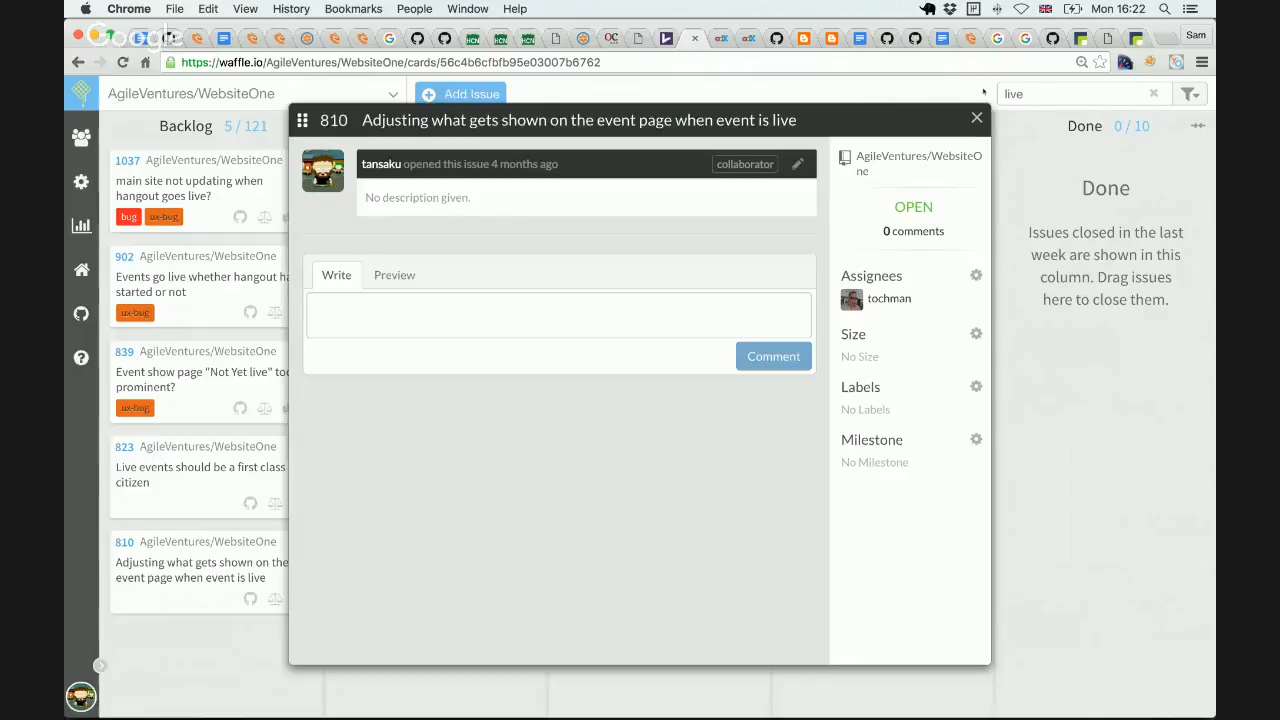 Chrome File Edit View History Bookmarks People Window Help Mon 16:22
Google
Sam
https://waffle.io/AgileVentures/WebsiteOne/cards/56c4b6cfbfb95e03007b6762
AgileVentures/WebsiteOne
Add Issue
live
Backlog 5 / 121
Done 0 / 10
1037 AgileVentures/WebsiteOne
main site not updating when
hangout goes live?
bug ux-bug
902 AgileVentures/WebsiteOne
Events go live whether hangout ha
started or not
ux-bug
839 AgileVentures/WebsiteOne
Event show page "Not Yet live" too
prominent?
ux-bug
823 AgileVentures/WebsiteOne
Live events should be a first class
citizen
810 AgileVentures/WebsiteOne
Adjusting what gets shown on the
event page when event is live
810 Adjusting what gets shown on the event page when event is live
tansaku opened this issue 4 months ago collaborator
No description given.
Write Preview
Comment
AgileVentures/WebsiteO
ne
OPEN
0 comments
Assignees
tochman
Size
No Size
Labels
No Labels
Milestone
No Milestone
Done
Issues closed in the last
week are shown in this
column. Drag issues
here to close them.